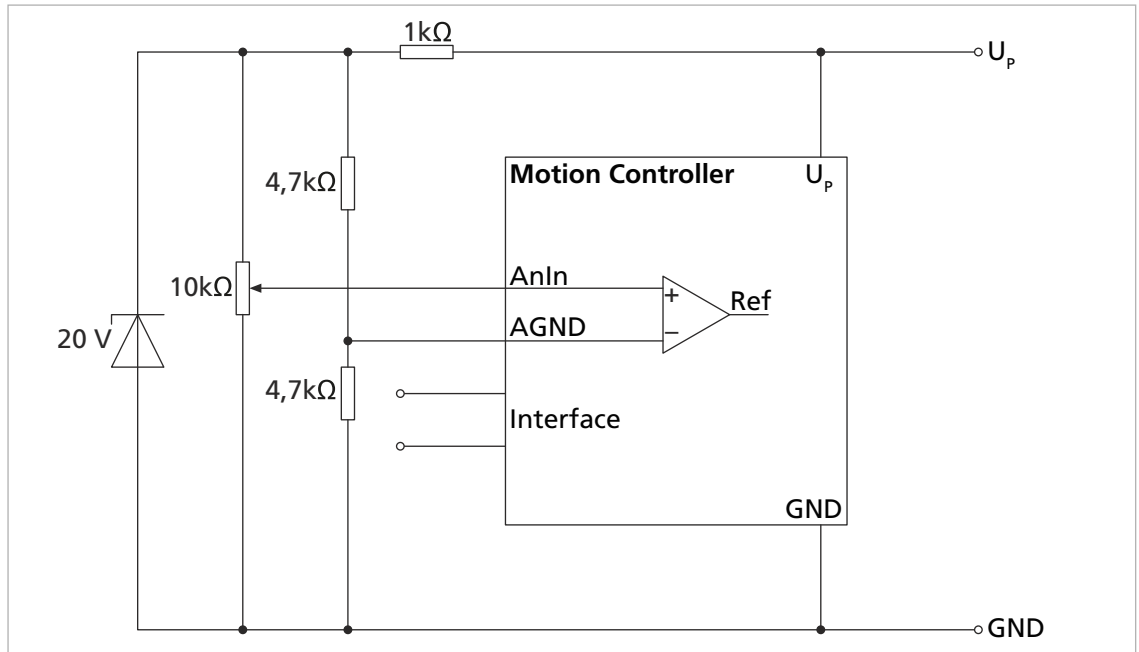 1kΩ
U_P
4,7kΩ
Motion Controller
U_P
10kΩ
AnIn
+
Ref
20 V
AGND
−
4,7kΩ
Interface
GND
GND